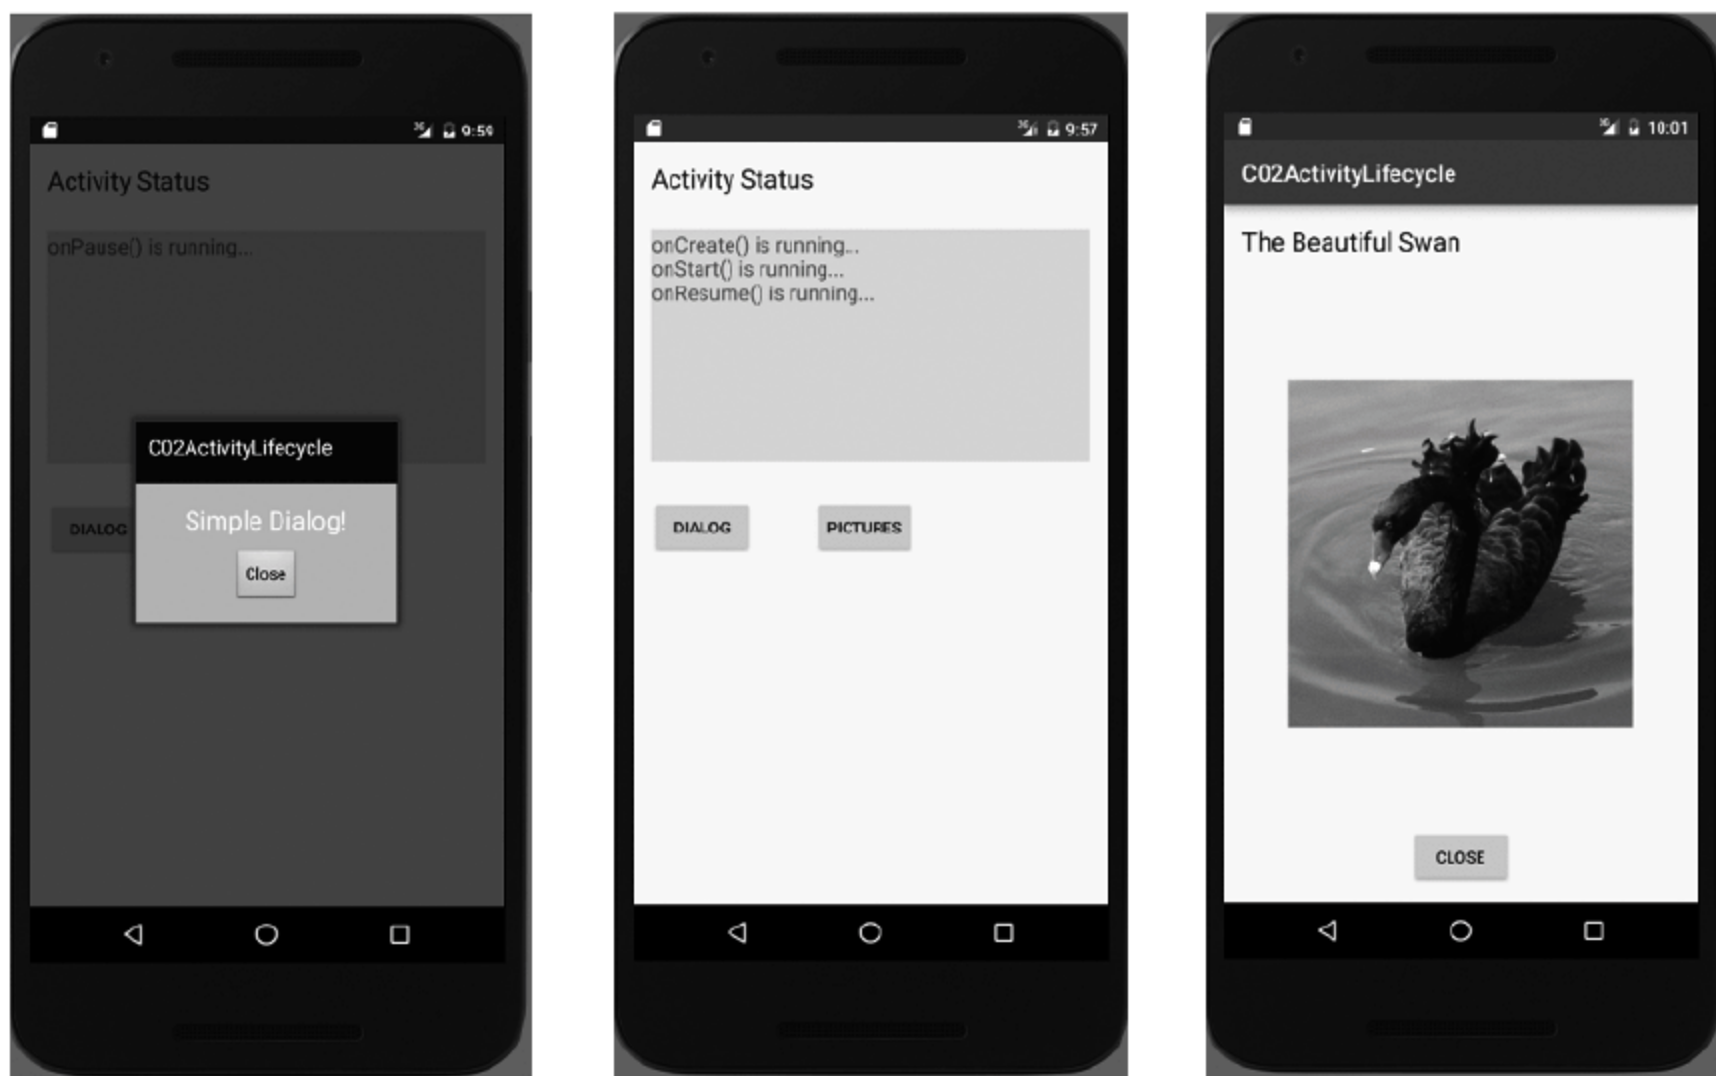 9:59
Activity Status
onPause() is running...
C02ActivityLifecycle
Simple Dialog!
Close
DIALOG
9:57
Activity Status
onCreate() is running...
onStart() is running...
onResume() is running...
DIALOG
PICTURES
10:01
C02ActivityLifecycle
The Beautiful Swan
CLOSE